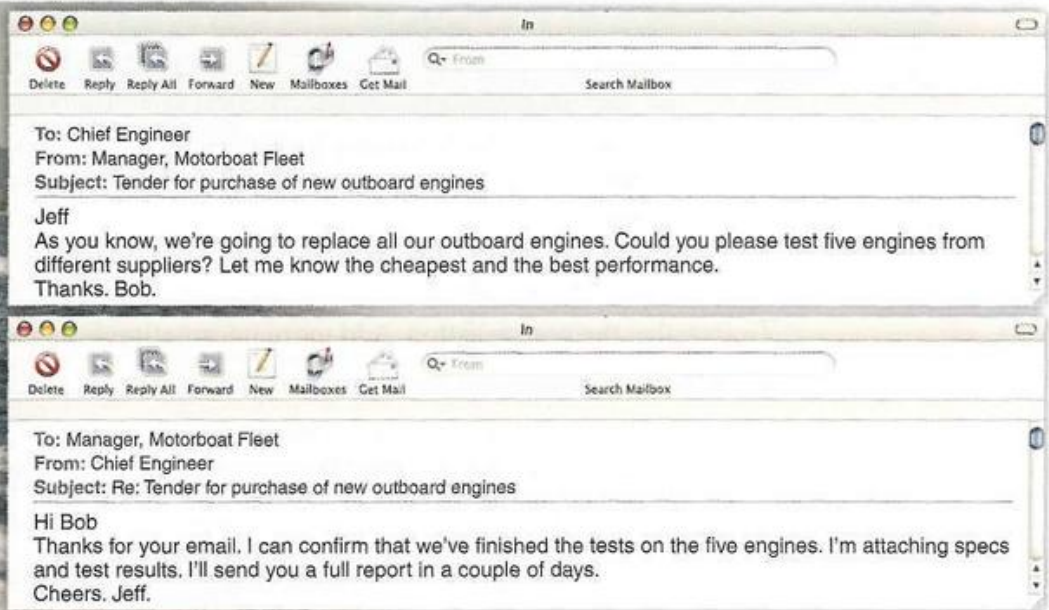 In
Delete Reply Reply All Forward New Mailboxes Get Mail
From
Search Mailbox
To: Chief Engineer
From: Manager, Motorboat Fleet
Subject: Tender for purchase of new outboard engines
Jeff
As you know, we're going to replace all our outboard engines. Could you please test five engines from
different suppliers? Let me know the cheapest and the best performance.
Thanks. Bob.
In
Delete Reply Reply All Forward New Mailboxes Get Mail
From
Search Mailbox
To: Manager, Motorboat Fleet
From: Chief Engineer
Subject: Re: Tender for purchase of new outboard engines
Hi Bob
Thanks for your email. I can confirm that we've finished the tests on the five engines. I'm attaching specs
and test results. I'll send you a full report in a couple of days.
Cheers. Jeff.